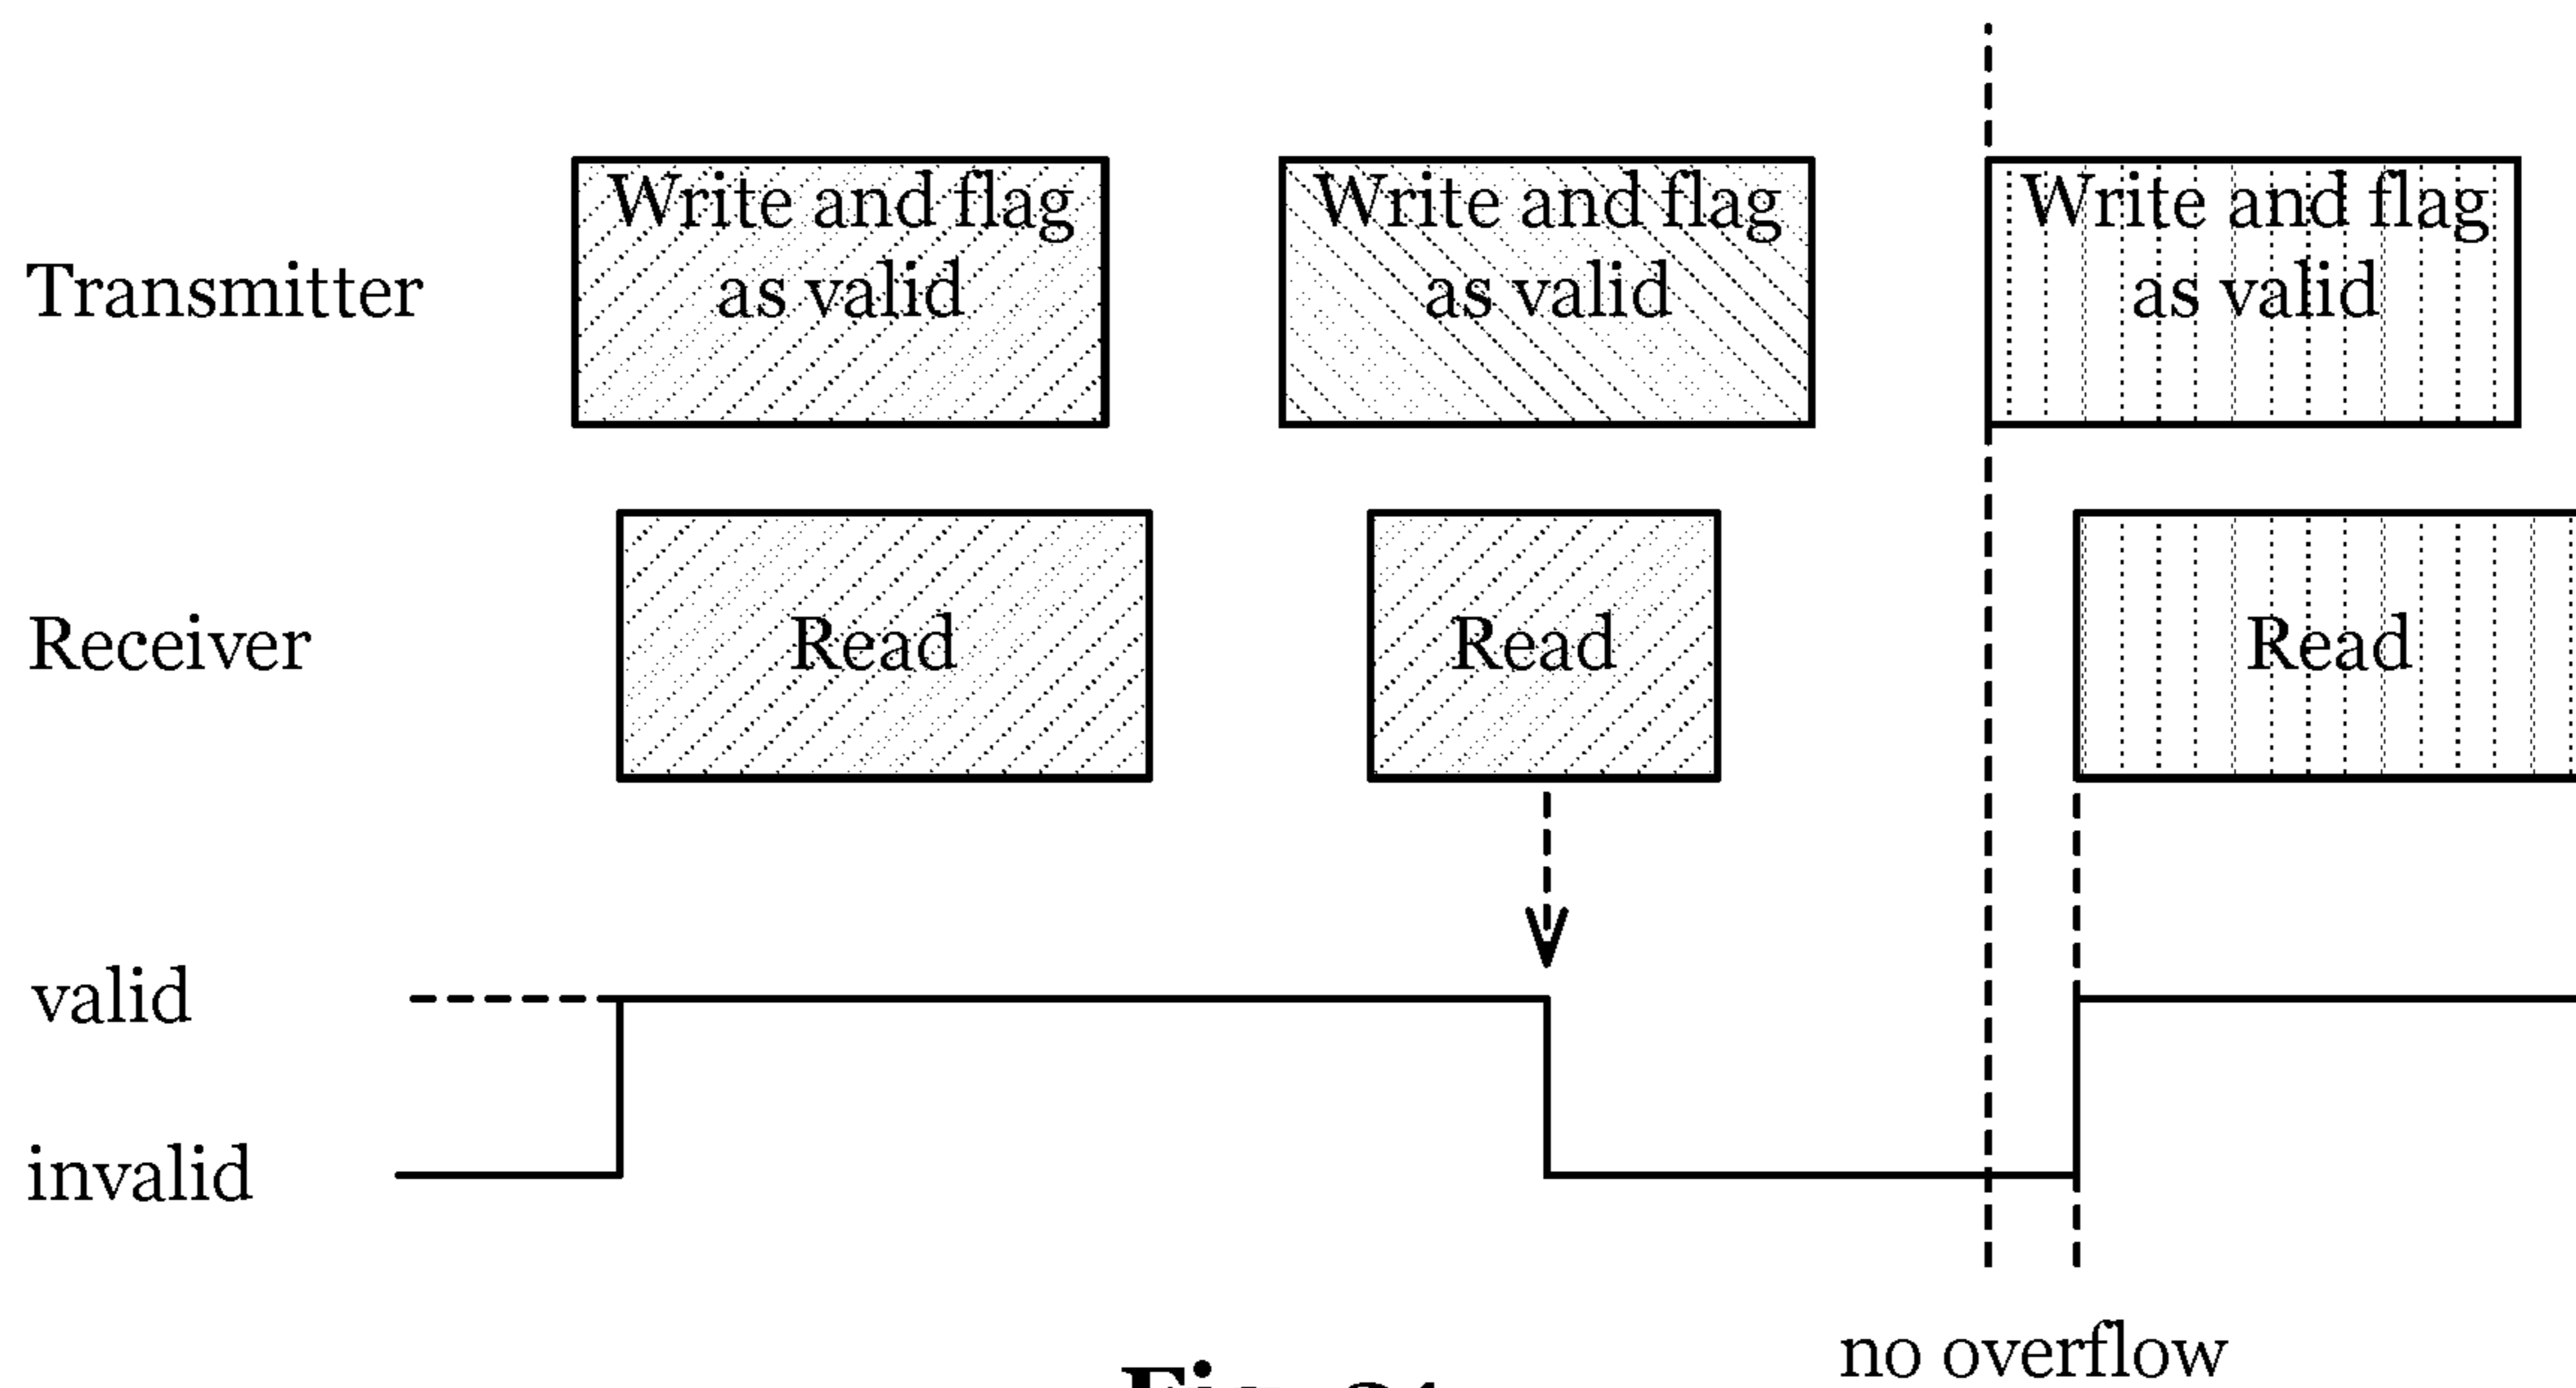 Write and flag
as valid
Write and flag
as valid
Write and flag
as valid
Transmitter
Receiver
Read
Read
Read
valid
invalid
no overflow